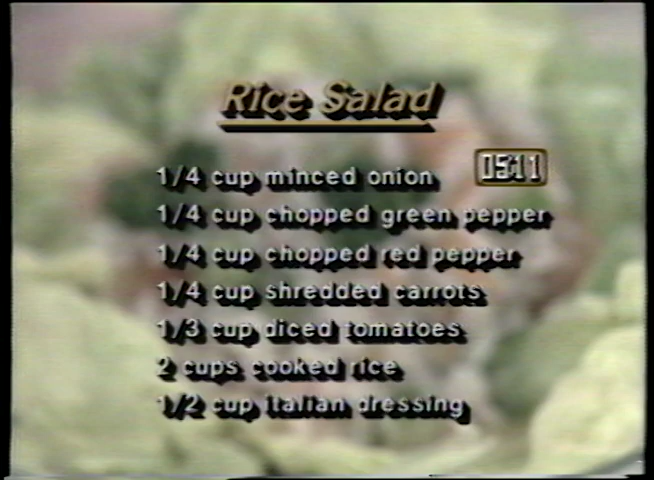 Rice Salad
05:11
1/4 cup minced onion
1/4 cup chopped green pepper
1/4 cup chopped red pepper
1/4 cup shredded carrots
1/3 cup diced tomatoes
2 cups cooked rice
1/2 cup italian dressing